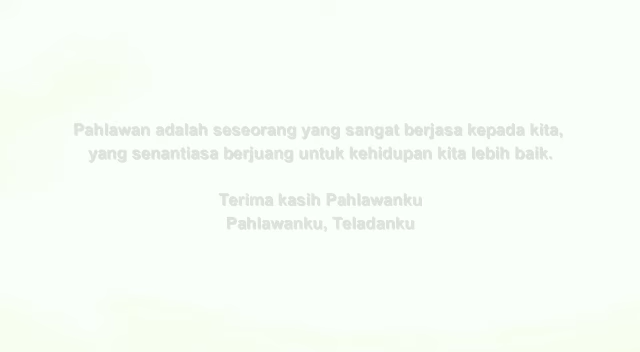 Pahlawan adalah seseorang yang sangat berjasa kepada kita,
yang senantiasa berjuang untuk kehidupan kita lebih baik.
Terima kasih Pahlawanku
Pahlawanku, Teladanku